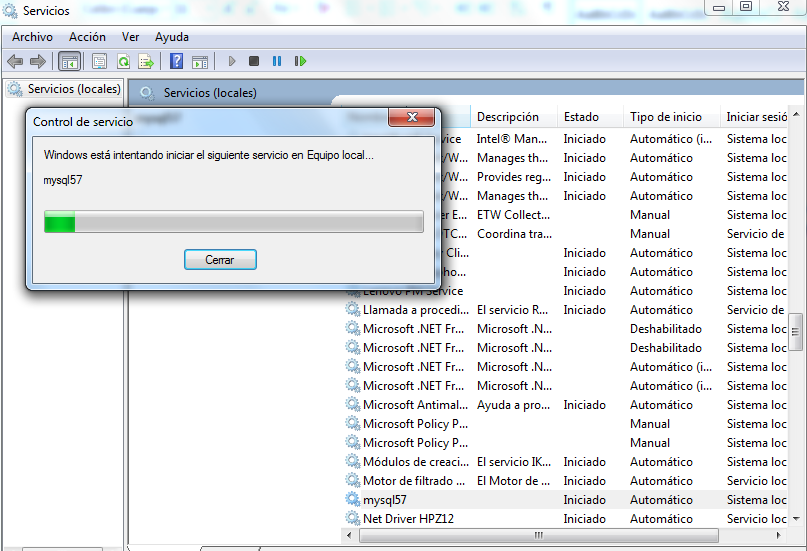 Servicios
Archivo Acción Ver Ayuda
Servicios (locales)
Servicios (locales)
Control de servicio
Windows está intentando iniciar el siguiente servicio en Equipo local...
mysql57
Cerrar
Descripción Estado Tipo de inicio Iniciar sesió
vice Intel® Man... Iniciado Automático (i... Sistema loc
/W... Manages th... Iniciado Automático Sistema loc
/W... Provides reg... Iniciado Automático Sistema loc
/W... Manages th... Iniciado Automático Sistema loc
er E... ETW Collect... Manual Sistema loc
TC... Coordina tra... Manual Servicio de
Cli... Iniciado Automático Sistema loc
ho... Iniciado Automático Sistema loc
Lenovo PM Service Iniciado Automático Sistema loc
Llamada a procedi... El servicio R... Iniciado Automático Servicio de
Microsoft .NET Fr... Microsoft .N... Deshabilitado Sistema loc
Microsoft .NET Fr... Microsoft .N... Deshabilitado Sistema loc
Microsoft .NET Fr... Microsoft .N... Automático (i... Sistema loc
Microsoft .NET Fr... Microsoft .N... Automático (i... Sistema loc
Microsoft Antimal... Ayuda a pro... Iniciado Automático Sistema loc
Microsoft Policy P... Manual Sistema loc
Microsoft Policy P... Manual Sistema loc
Módulos de creaci... El servicio IK... Iniciado Automático Sistema loc
Motor de filtrado ... El Motor de ... Iniciado Automático Servicio loc
mysql57 Iniciado Automático Sistema loc
Net Driver HPZ12 Iniciado Automático Servicio loc